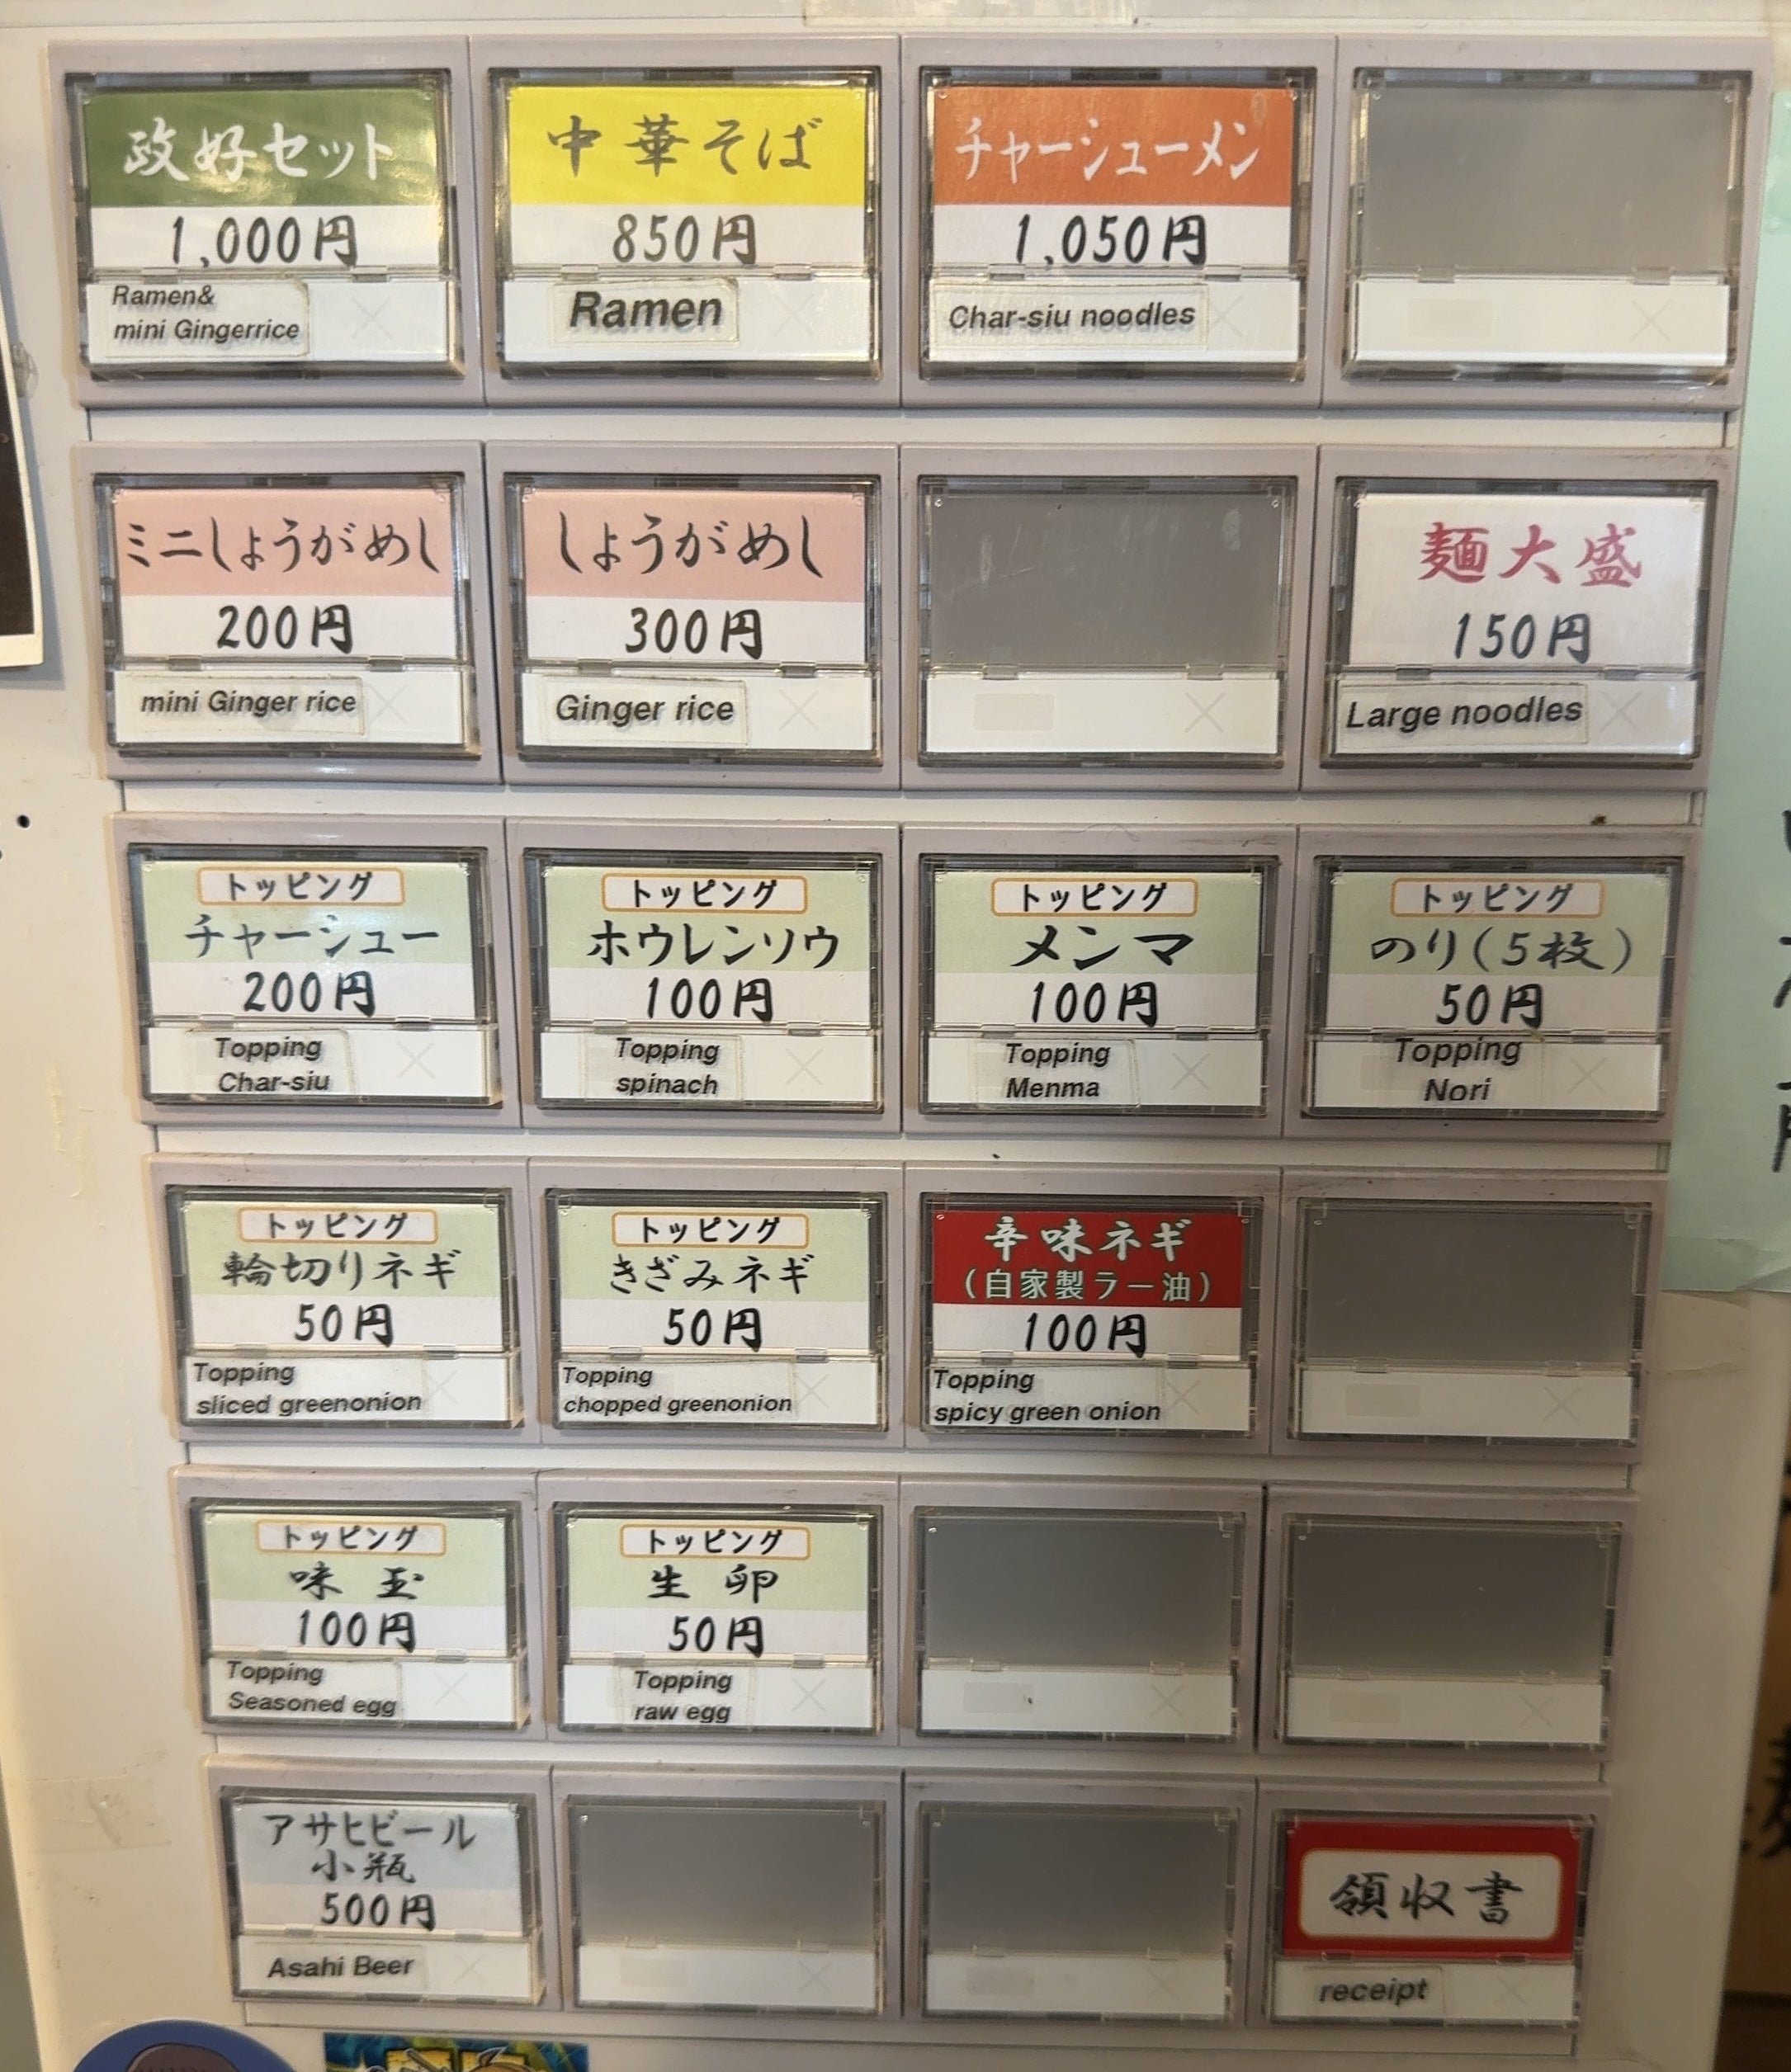 政好セット
1,000円
Ramen&
mini Gingerrice
中華そば
850円
Ramen
チャーシューメン
1,050円
Char-siu noodles
ミニしょうがめし
200円
mini Ginger rice
しょうがめし
300円
Ginger rice
麺大盛
150円
Large noodles
トッピング
チャーシュー
200円
Topping
Char-siu
トッピング
ホウレンソウ
100円
Topping
spinach
トッピング
メンマ
100円
Topping
Menma
トッピング
のり(5枚)
50円
Topping
Nori
トッピング
輪切りネギ
50円
Topping
sliced greenonion
トッピング
きざみネギ
50円
Topping
chopped greenonion
辛味ネギ
(自家製ラー油)
100円
Topping
spicy green onion
トッピング
味玉
100円
Topping
Seasoned egg
トッピング
生卵
50円
Topping
raw egg
アサヒビール
小瓶
500円
Asahi Beer
領収書
receipt